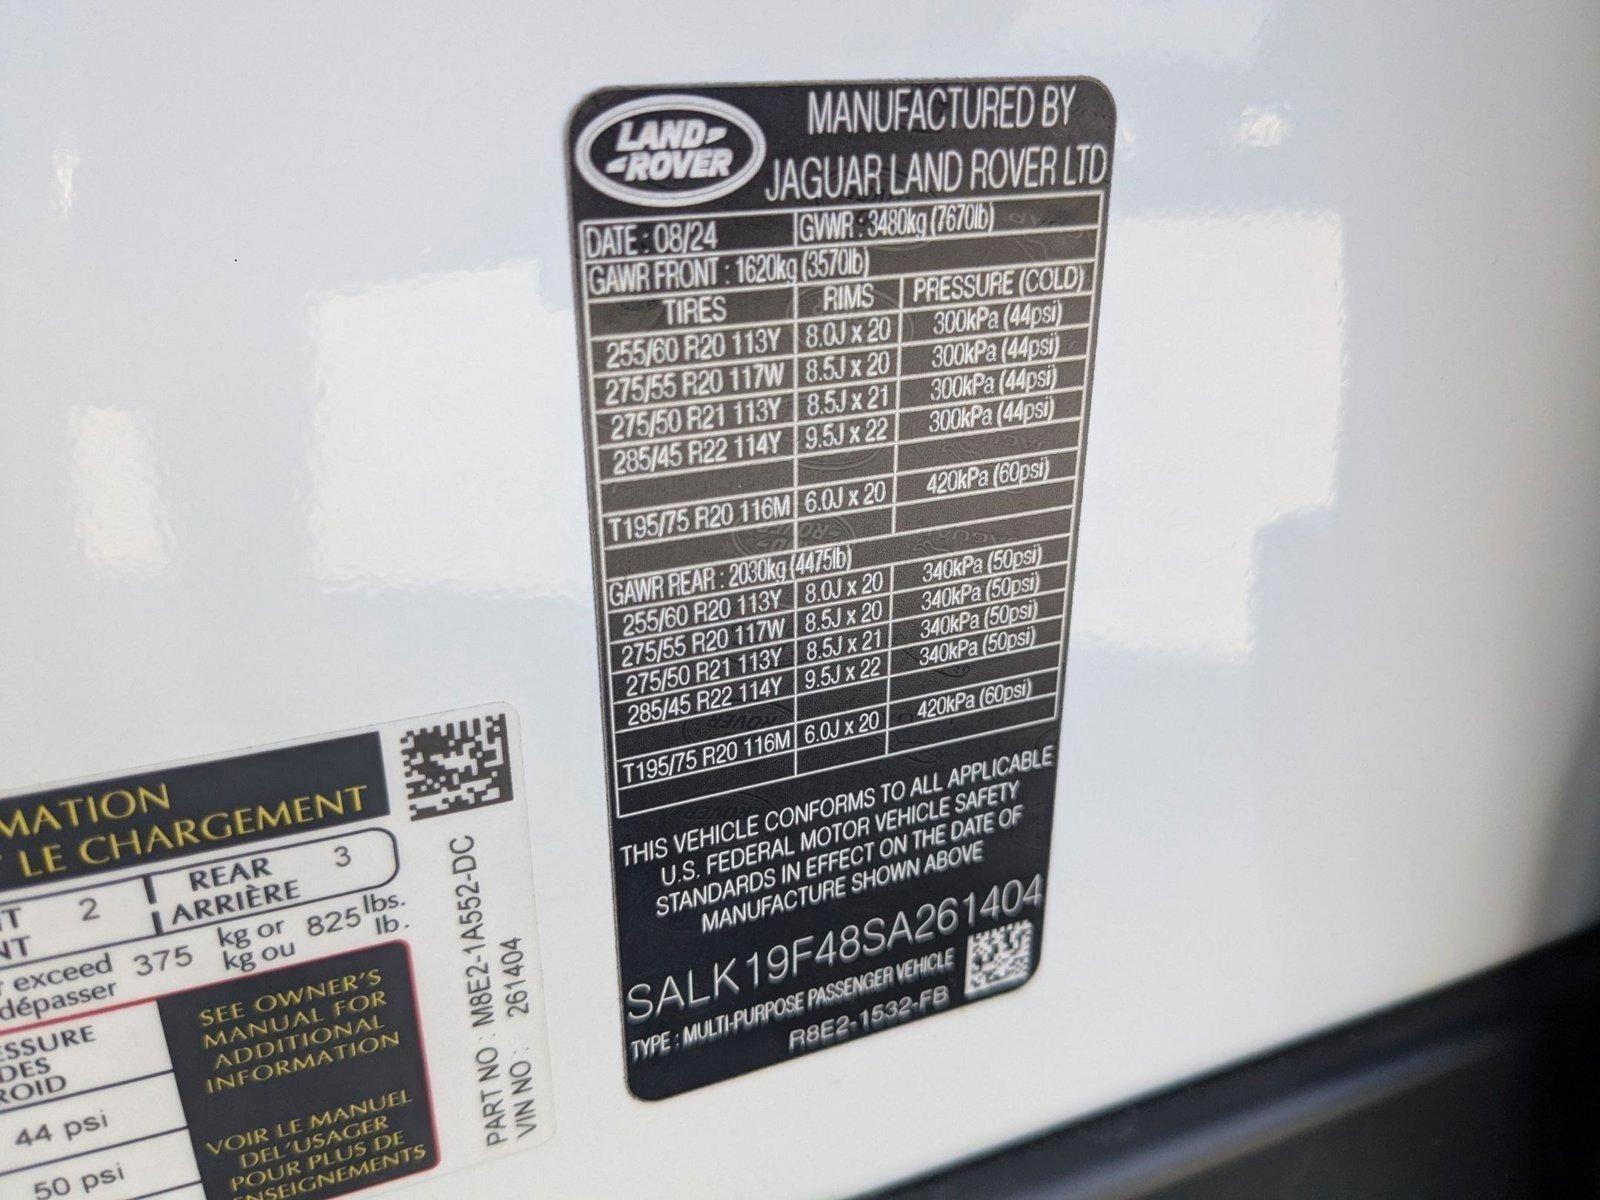 LAND
ROVER
MANUFACTURED BY
JAGUAR LAND ROVER LTD
DATE : 08/24 GVWR : 3480kg (7670lb)
GAWR FRONT : 1620kg (3570lb)
TIRES RIMS PRESSURE (COLD)
255/60 R20 113Y 8.0J x 20 300kPa (44psi)
275/55 R20 117W 8.5J x 20 300kPa (44psi)
275/50 R21 113Y 8.5J x 21 300kPa (44psi)
285/45 R22 114Y 9.5J x 22 300kPa (44psi)
T195/75 R20 116M 6.0J x 20 420kPa (60psi)
GAWR REAR : 2030kg (4475lb)
255/60 R20 113Y 8.0J x 20 340kPa (50psi)
275/55 R20 117W 8.5J x 20 340kPa (50psi)
275/50 R21 113Y 8.5J x 21 340kPa (50psi)
285/45 R22 114Y 9.5J x 22 340kPa (50psi)
T195/75 R20 116M 6.0J x 20 420kPa (60psi)
THIS VEHICLE CONFORMS TO ALL APPLICABLE
U.S. FEDERAL MOTOR VEHICLE SAFETY
STANDARDS IN EFFECT ON THE DATE OF
MANUFACTURE SHOWN ABOVE
SALK19F48SA261404
TYPE : MULTI-PURPOSE PASSENGER VEHICLE
R8E2-1532-FB
MATION
LE CHARGEMENT
2 REAR 3
NT ARRIÈRE
exceed 375 kg or 825 lbs.
dépasser kg ou lb.
ESSURE
DES
ROID
44 psi
50 psi
SEE OWNER'S
MANUAL FOR
ADDITIONAL
INFORMATION
VOIR LE MANUEL
DE L'USAGER
POUR PLUS DE
ENSEIGNEMENTS
PART NO : M8E2-1A552-DC
VIN NO : 261404